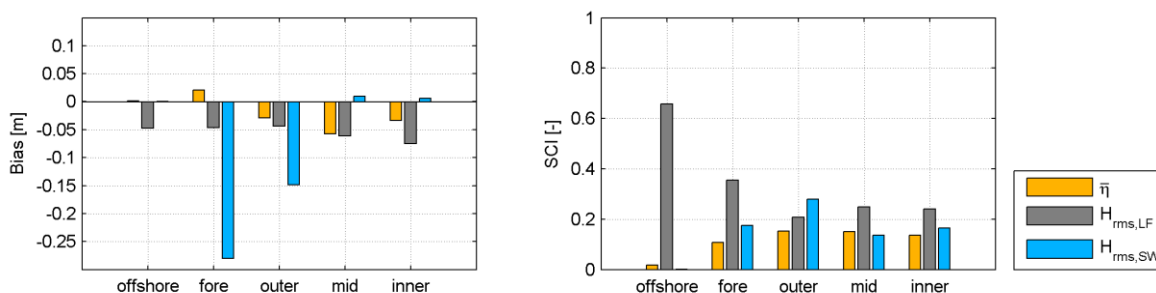 0.1
0.05
0
-0.05
-0.1
-0.15
-0.2
-0.25
Bias [m]
offshore fore outer mid inner
1
0.8
0.6
0.4
0.2
0
SCI [-]
offshore fore outer mid inner
η̅
H rms,LF
H rms,SW